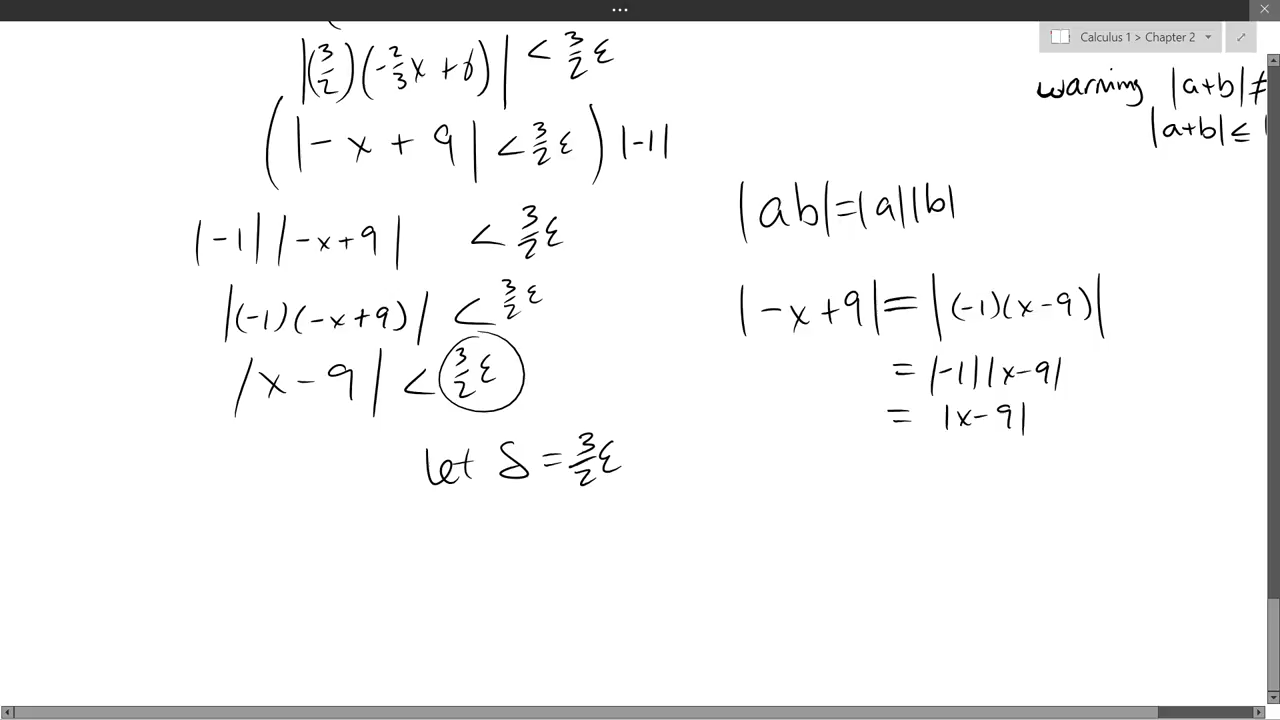 Calculus 1 > Chapter 2
|(3/2)(-2/3x + 6)| < 3/2 ε
warning |a+b| ≠
|a+b| ≤
(|-x + 9| < 3/2 ε) |-1|
|ab| = |a||b|
|-1| |-x+9| < 3/2 ε
|(-1)(-x+9)| < 3/2 ε
|-x+9| = |(-1)(x-9)|
|x-9| < 3/2 ε
= |-1||x-9|
= |x-9|
let δ = 3/2 ε